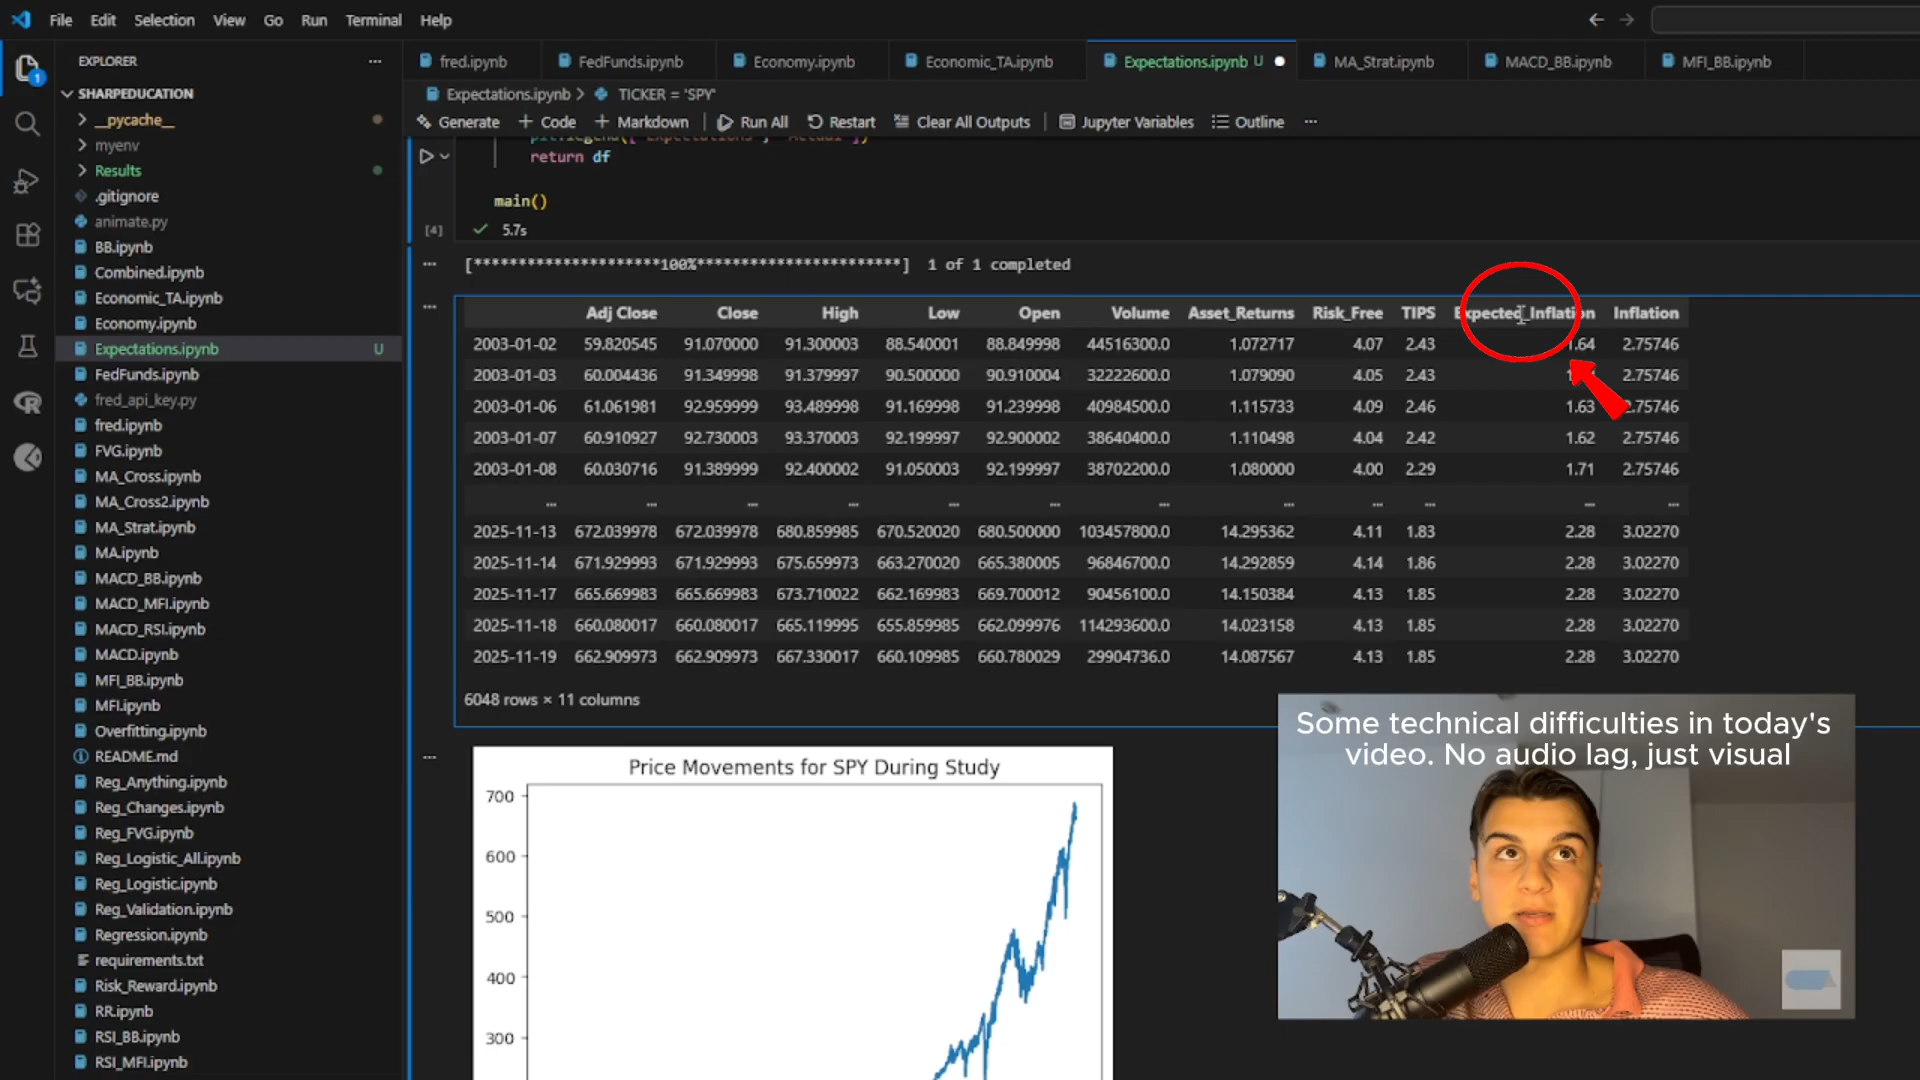 File Edit Selection View Go Run Terminal Help
EXPLORER
fred.ipynb FedFunds.ipynb Economy.ipynb Economic_TA.ipynb Expectations.ipynb U MA_Strat.ipynb MACD_BB.ipynb MFI_BB.ipynb
SHARPEDUCATION
Expectations.ipynb > TICKER = 'SPY'
Generate + Code + Markdown Run All Restart Clear All Outputs Jupyter Variables Outline ...
1
__pycache__
myenv
Results
.gitignore
animate.py
BB.ipynb
Combined.ipynb
Economic_TA.ipynb
Economy.ipynb
Expectations.ipynb U
FedFunds.ipynb
fred_api_key.py
fred.ipynb
FVG.ipynb
MA_Cross.ipynb
MA_Cross2.ipynb
MA_Strat.ipynb
MA.ipynb
MACD_BB.ipynb
MACD_MFI.ipynb
MACD_RSI.ipynb
MACD.ipynb
MFI_BB.ipynb
MFI.ipynb
Overfitting.ipynb
README.md
Reg_Anything.ipynb
Reg_Changes.ipynb
Reg_FVG.ipynb
Reg_Logistic_All.ipynb
Reg_Logistic.ipynb
Reg_Validation.ipynb
Regression.ipynb
requirements.txt
Risk_Reward.ipynb
RR.ipynb
RSI_BB.ipynb
RSI_MFI.ipynb
return df
main()
[4] 5.7s
[*********************100%***********************] 1 of 1 completed
Adj Close Close High Low Open Volume Asset_Returns Risk_Free TIPS Expected_Inflation Inflation
2003-01-02 59.820545 91.070000 91.300003 88.540001 88.849998 44516300.0 1.072717 4.07 2.43 1.64 2.75746
2003-01-03 60.004436 91.349998 91.379997 90.500000 90.910004 32222600.0 1.079090 4.05 2.43 2.75746
2003-01-06 61.061981 92.959999 93.489998 91.169998 91.239998 40984500.0 1.115733 4.09 2.46 1.63 2.75746
2003-01-07 60.910927 92.730003 93.370003 92.199997 92.900002 38640400.0 1.110498 4.04 2.42 1.62 2.75746
2003-01-08 60.030716 91.389999 92.400002 91.050003 92.199997 38702200.0 1.080000 4.00 2.29 1.71 2.75746
... ... ... ... ... ... ... ... ... ... ... ...
2025-11-13 672.039978 672.039978 680.859985 670.520020 680.500000 103457800.0 14.295362 4.11 1.83 2.28 3.02270
2025-11-14 671.929993 671.929993 675.659973 663.270020 665.380005 96846700.0 14.292859 4.14 1.86 2.28 3.02270
2025-11-17 665.669983 665.669983 673.710022 662.169983 669.700012 90456100.0 14.150384 4.13 1.85 2.28 3.02270
2025-11-18 660.080017 660.080017 665.119995 655.859985 662.099976 114293600.0 14.023158 4.13 1.85 2.28 3.02270
2025-11-19 662.909973 662.909973 667.330017 660.109985 660.780029 29904736.0 14.087567 4.13 1.85 2.28 3.02270
6048 rows × 11 columns
Price Movements for SPY During Study
700
600
500
400
300
Some technical difficulties in today's
video. No audio lag, just visual